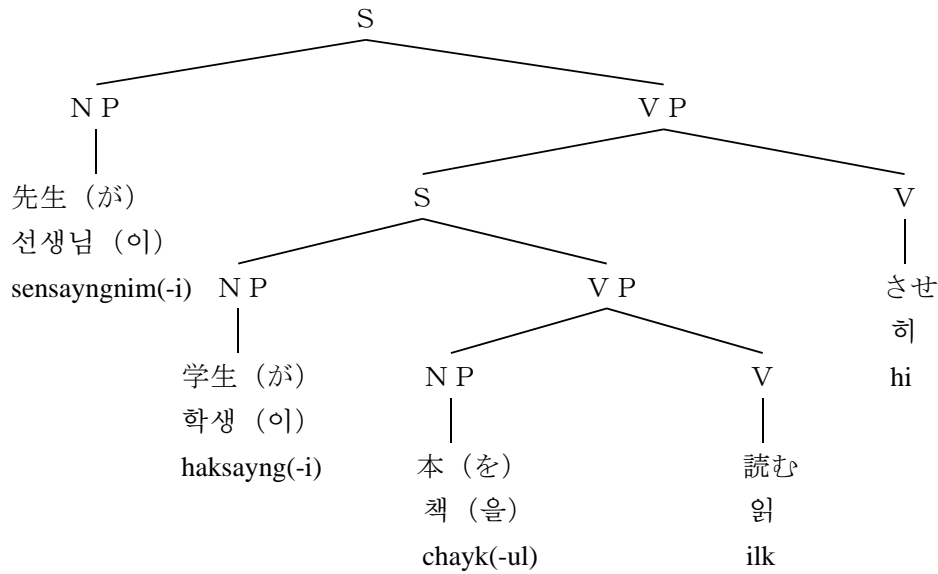 S
ＮＰ
ＶＰ
先生（が）
선생님（이）
sensayngnim(-i)
S
V
させ
히
hi
ＮＰ
ＶＰ
学生（が）
학생（이）
haksayng(-i)
ＮＰ
V
本（を）
책（을）
chayk(-ul)
読む
읽
ilk